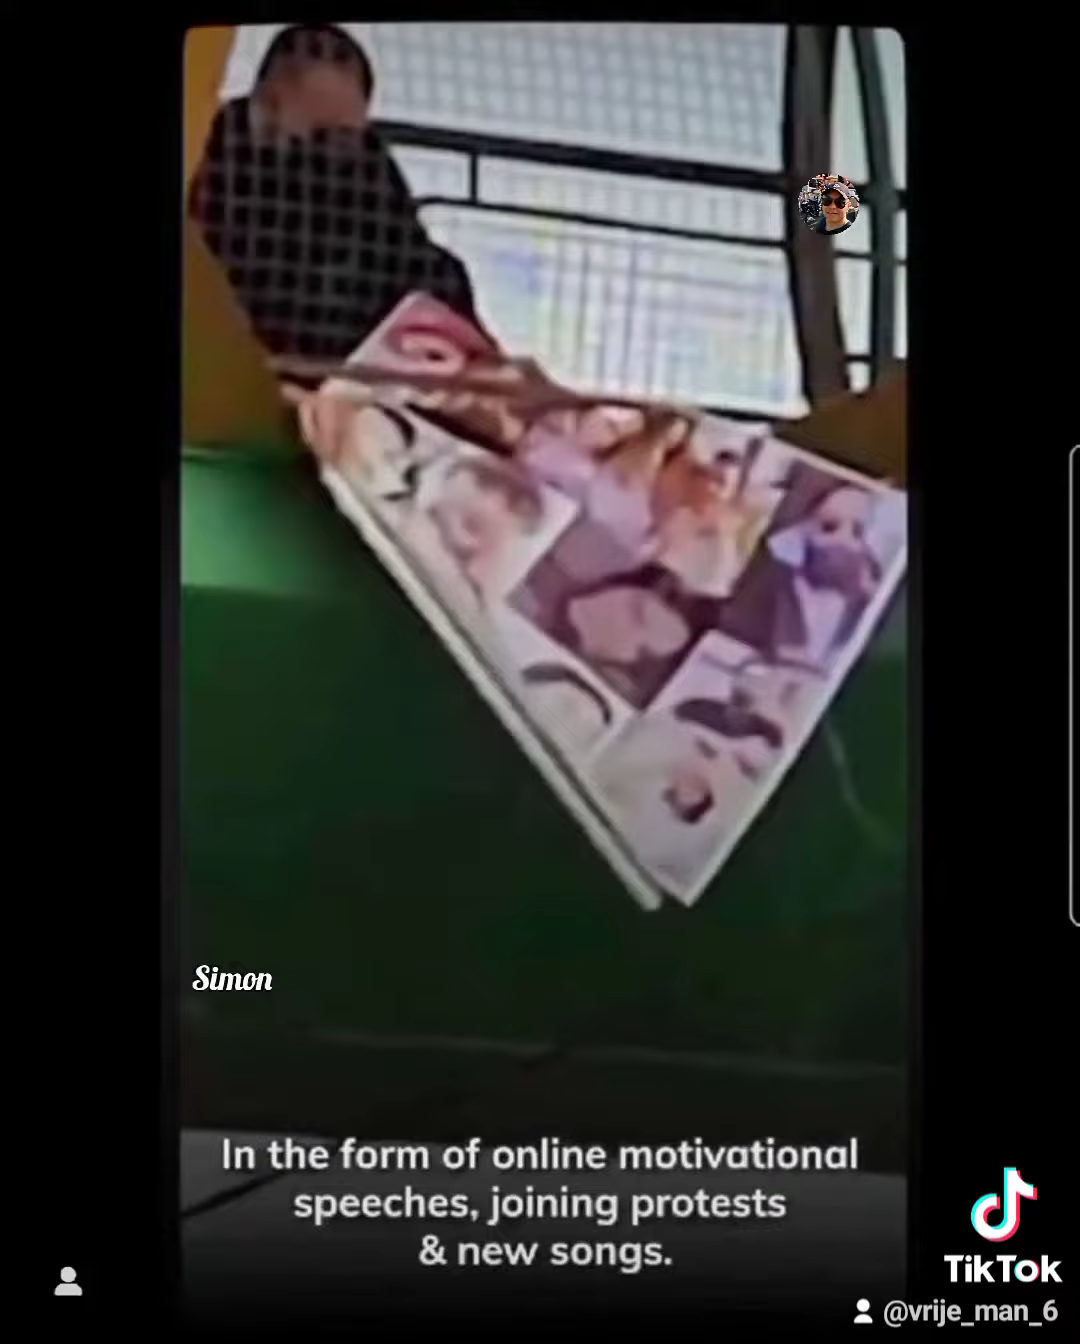 Simon
In the form of online motivational
speeches, joining protests
& new songs.
TikTok
@vrije_man_6